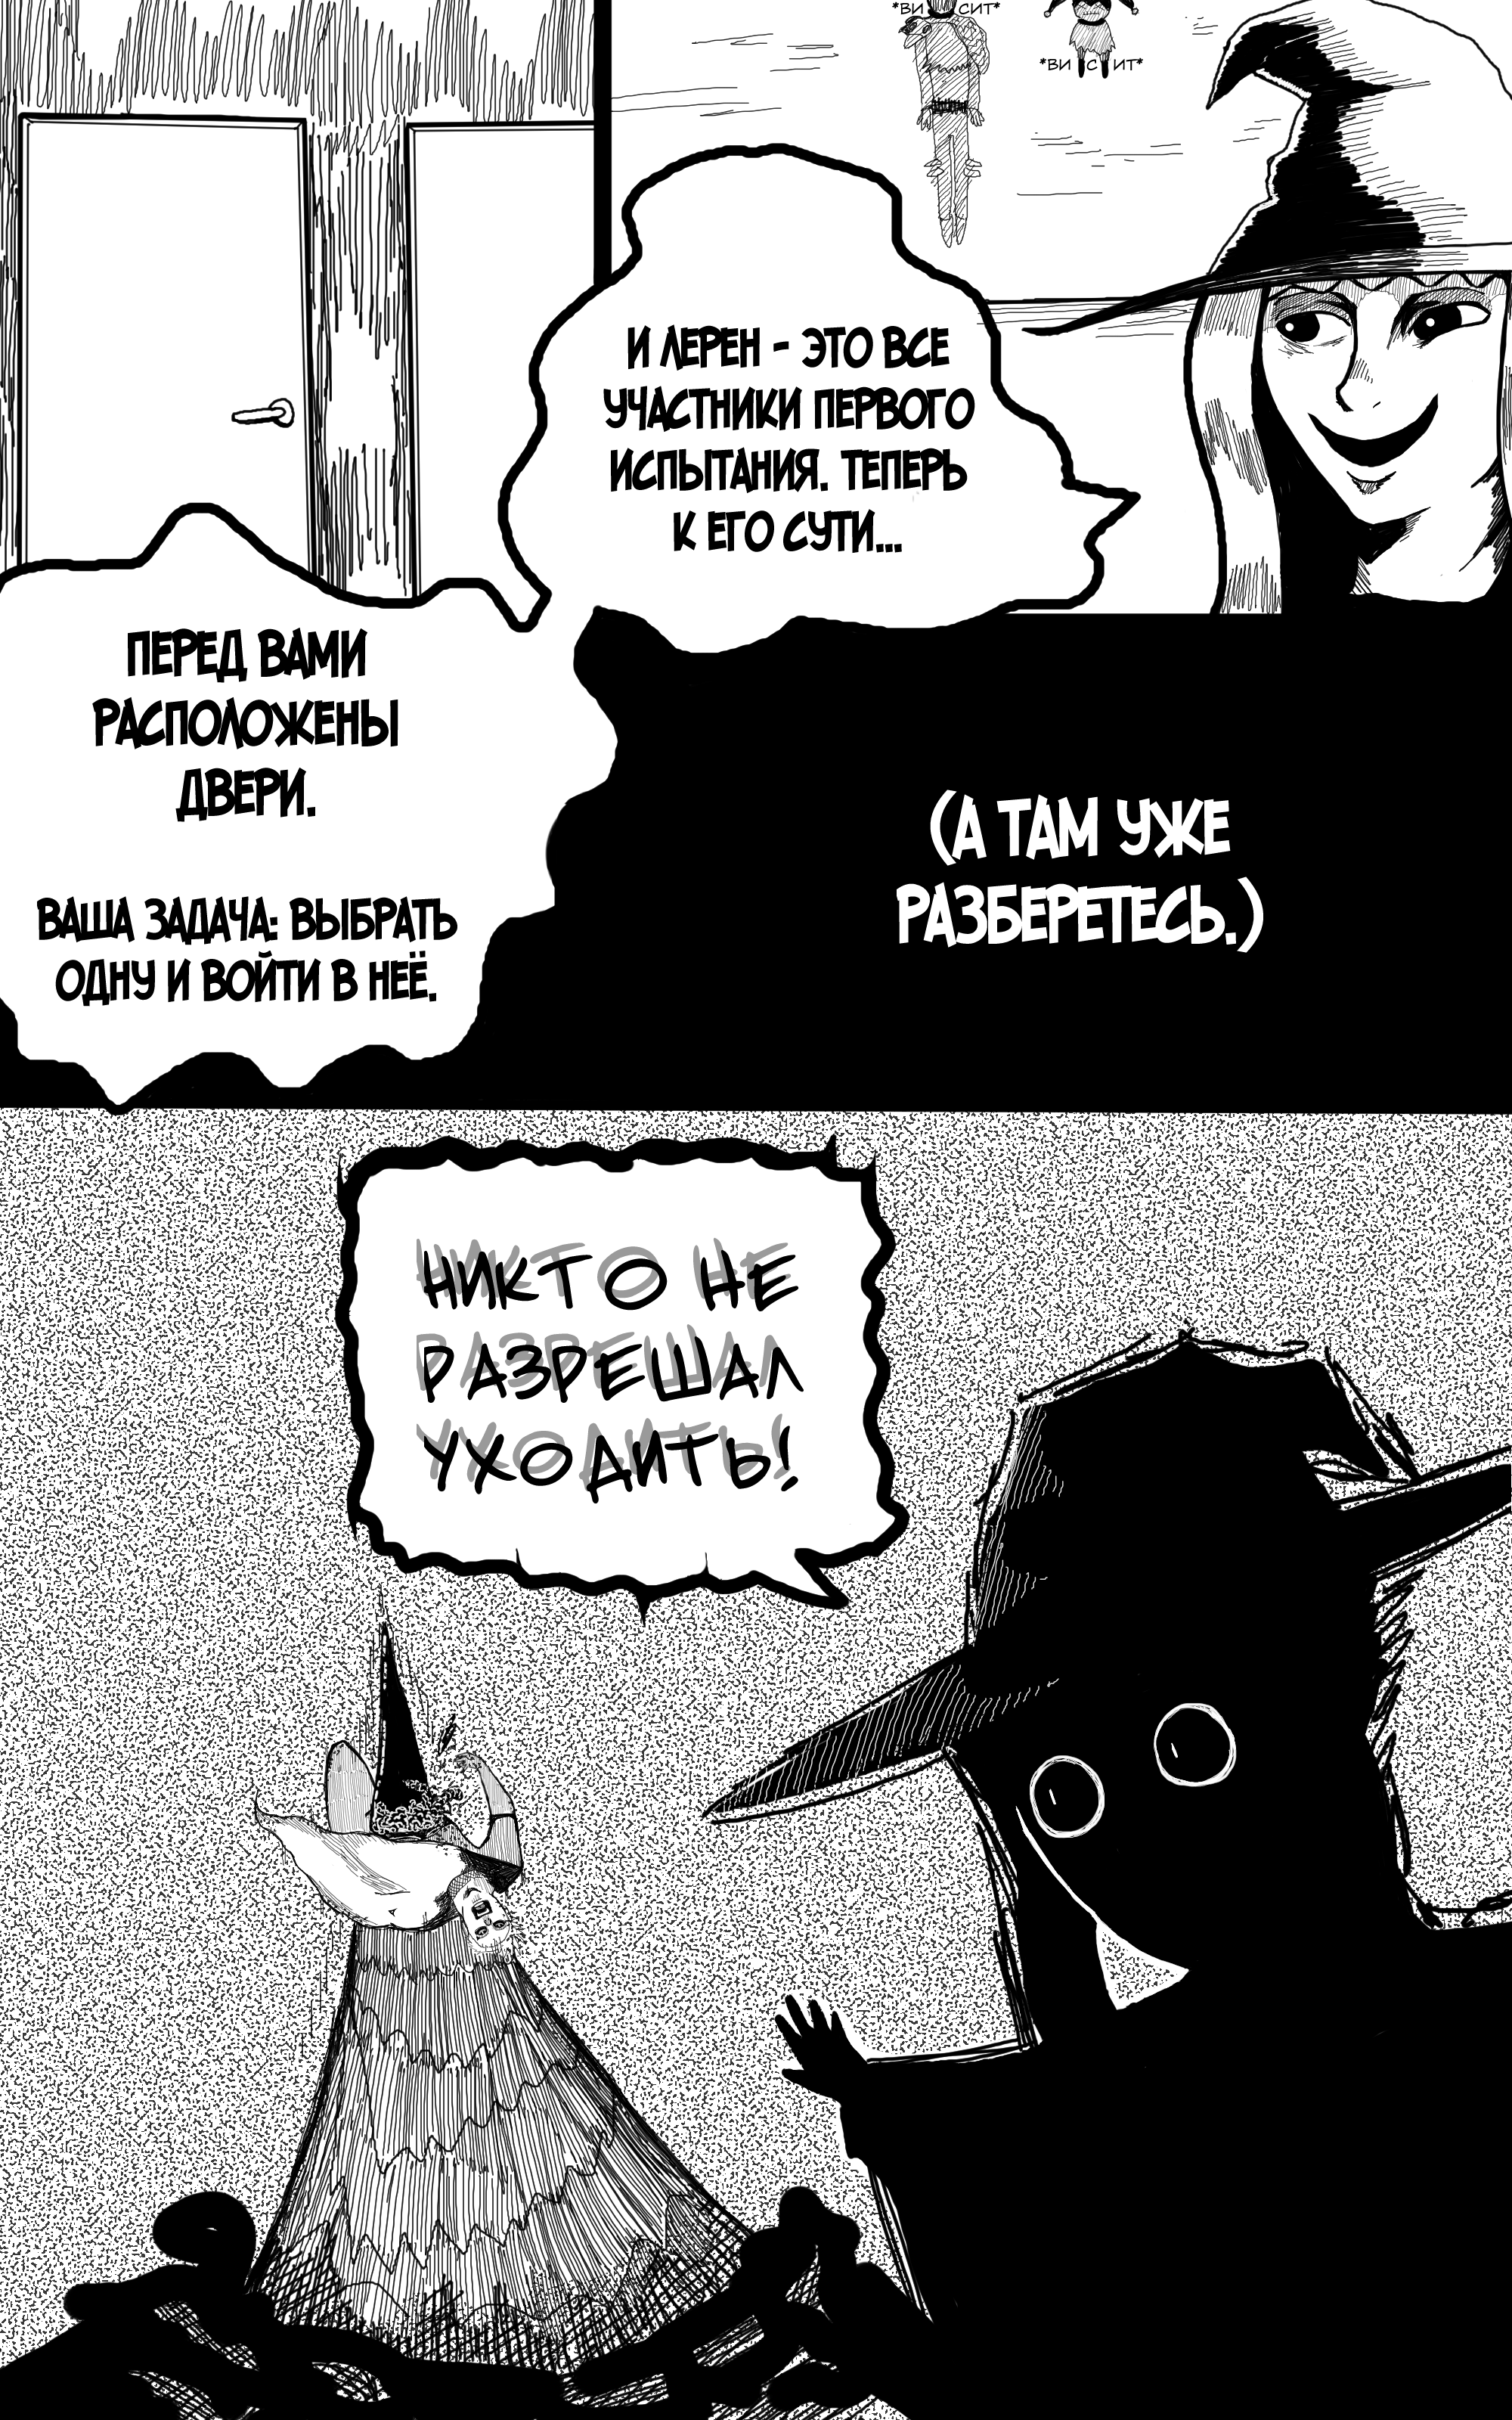 *ВИСИТ*
*ВИСИТ*
И ЛЕРЕН - ЭТО ВСЕ
УЧАСТНИКИ ПЕРВОГО
ИСПЫТАНИЯ. ТЕПЕРЬ
К ЕГО СУТИ...
ПЕРЕД ВАМИ
РАСПОЛОЖЕНЫ
ДВЕРИ.
ВАША ЗАДАЧА: ВЫБРАТЬ
ОДНУ И ВОЙТИ В НЕЁ.
(А ТАМ УЖЕ
РАЗБЕРЕТЕСЬ.)
НИКТО НЕ
РАЗРЕШАЛ
УХОДИТЬ!